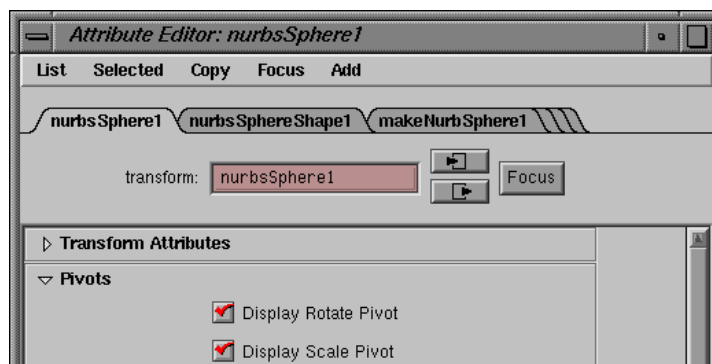 Attribute Editor: nurbsSphere1
List Selected Copy Focus Add
nurbsSphere1 nurbsSphereShape1 makeNurbSphere1
transform: nurbsSphere1 Focus
Transform Attributes
Pivots
Display Rotate Pivot
Display Scale Pivot